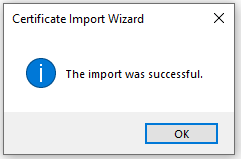 Certificate Import Wizard
The import was successful.
OK